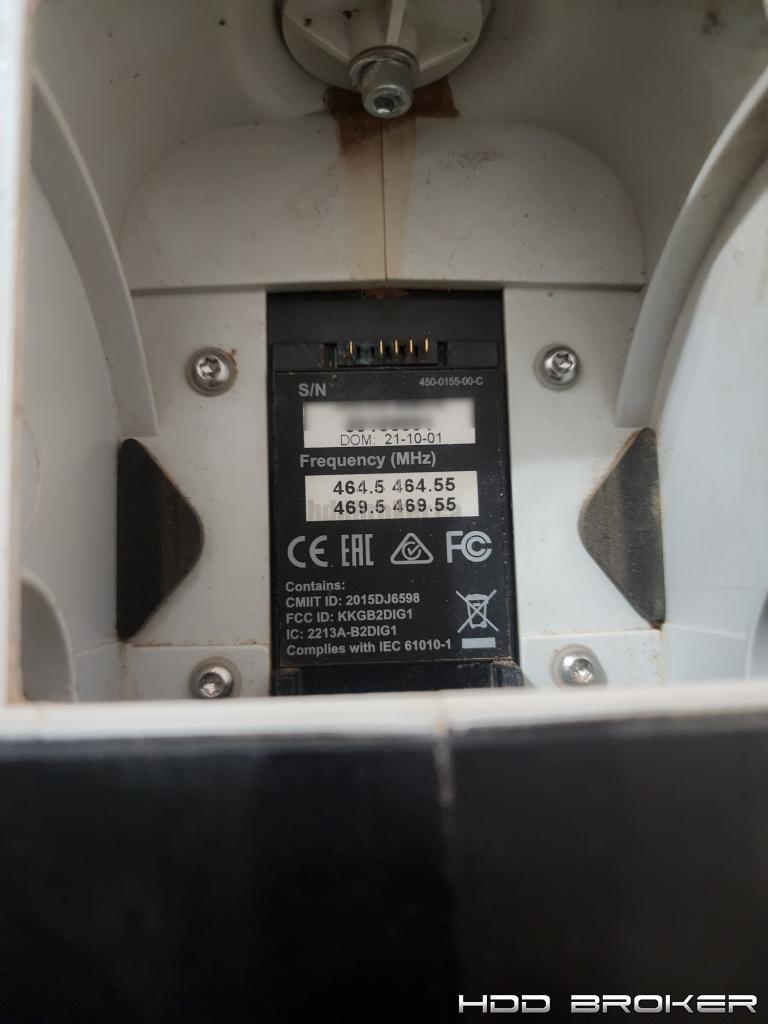 S/N
450-0155-00-C
DOM: 21-10-01
Frequency (MHz)
464.5 464.55
469.5 469.55
CE EAC FC
Contains:
CMIIT ID: 2015DJ6598
FCC ID: KKGB2DIG1
IC: 2213A-B2DIG1
Complies with IEC 61010-1
HDD BROKER